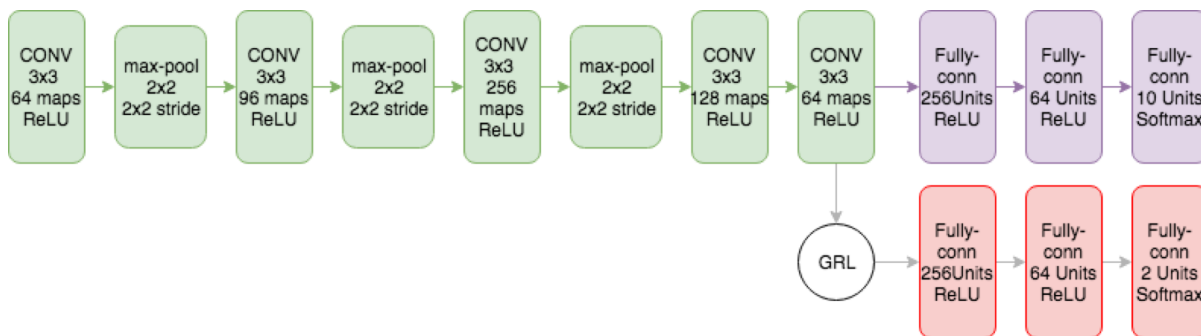 CONV
3x3
64 maps
ReLU
max-pool
2x2
2x2 stride
CONV
3x3
96 maps
ReLU
max-pool
2x2
2x2 stride
CONV
3x3
256
maps
ReLU
max-pool
2x2
2x2 stride
CONV
3x3
128 maps
ReLU
CONV
3x3
64 maps
ReLU
Fully-
conn
256Units
ReLU
Fully-
conn
64 Units
ReLU
Fully-
conn
10 Units
Softmax
GRL
Fully-
conn
256Units
ReLU
Fully-
conn
64 Units
ReLU
Fully-
conn
2 Units
Softmax